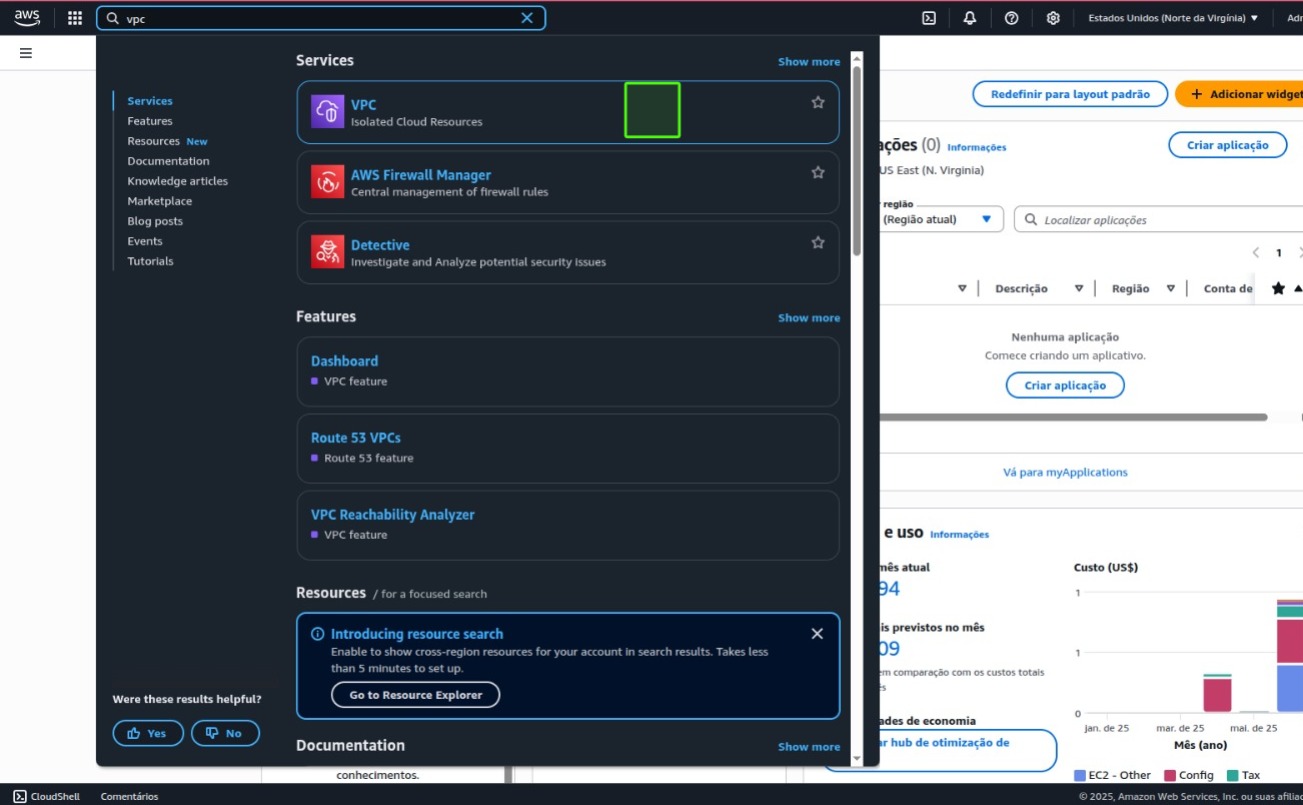 aws
vpc
Estados Unidos (Norte da Virgínia)
Services
Features
Resources New
Documentation
Knowledge articles
Marketplace
Blog posts
Events
Tutorials
Were these results helpful?
Yes
No
Services
Show more
VPC
Isolated Cloud Resources
AWS Firewall Manager
Central management of firewall rules
Detective
Investigate and Analyze potential security issues
Features
Show more
Dashboard
VPC feature
Route 53 VPCs
Route 53 feature
VPC Reachability Analyzer
VPC feature
Resources / for a focused search
Introducing resource search
Enable to show cross-region resources for your account in search results. Takes less
than 5 minutes to set up.
Go to Resource Explorer
Documentation
Show more
conhecimentos.
Redefinir para layout padrão
+ Adicionar widget
ações (0) Informações
Criar aplicação
US East (N. Virginia)
região
(Região atual)
Localizar aplicações
1
Descrição
Região
Conta de
Nenhuma aplicação
Comece criando um aplicativo.
Criar aplicação
Vá para myApplications
e uso Informações
mês atual
94
is previstos no mês
09
em comparação com os custos totais
ades de economia
ar hub de otimização de
Custo (US$)
1
1
0
jan. de 25
mar. de 25
mai. de 25
Mês (ano)
EC2 - Other
Config
Tax
CloudShell
Comentários
© 2025, Amazon Web Services, Inc. ou suas afilia